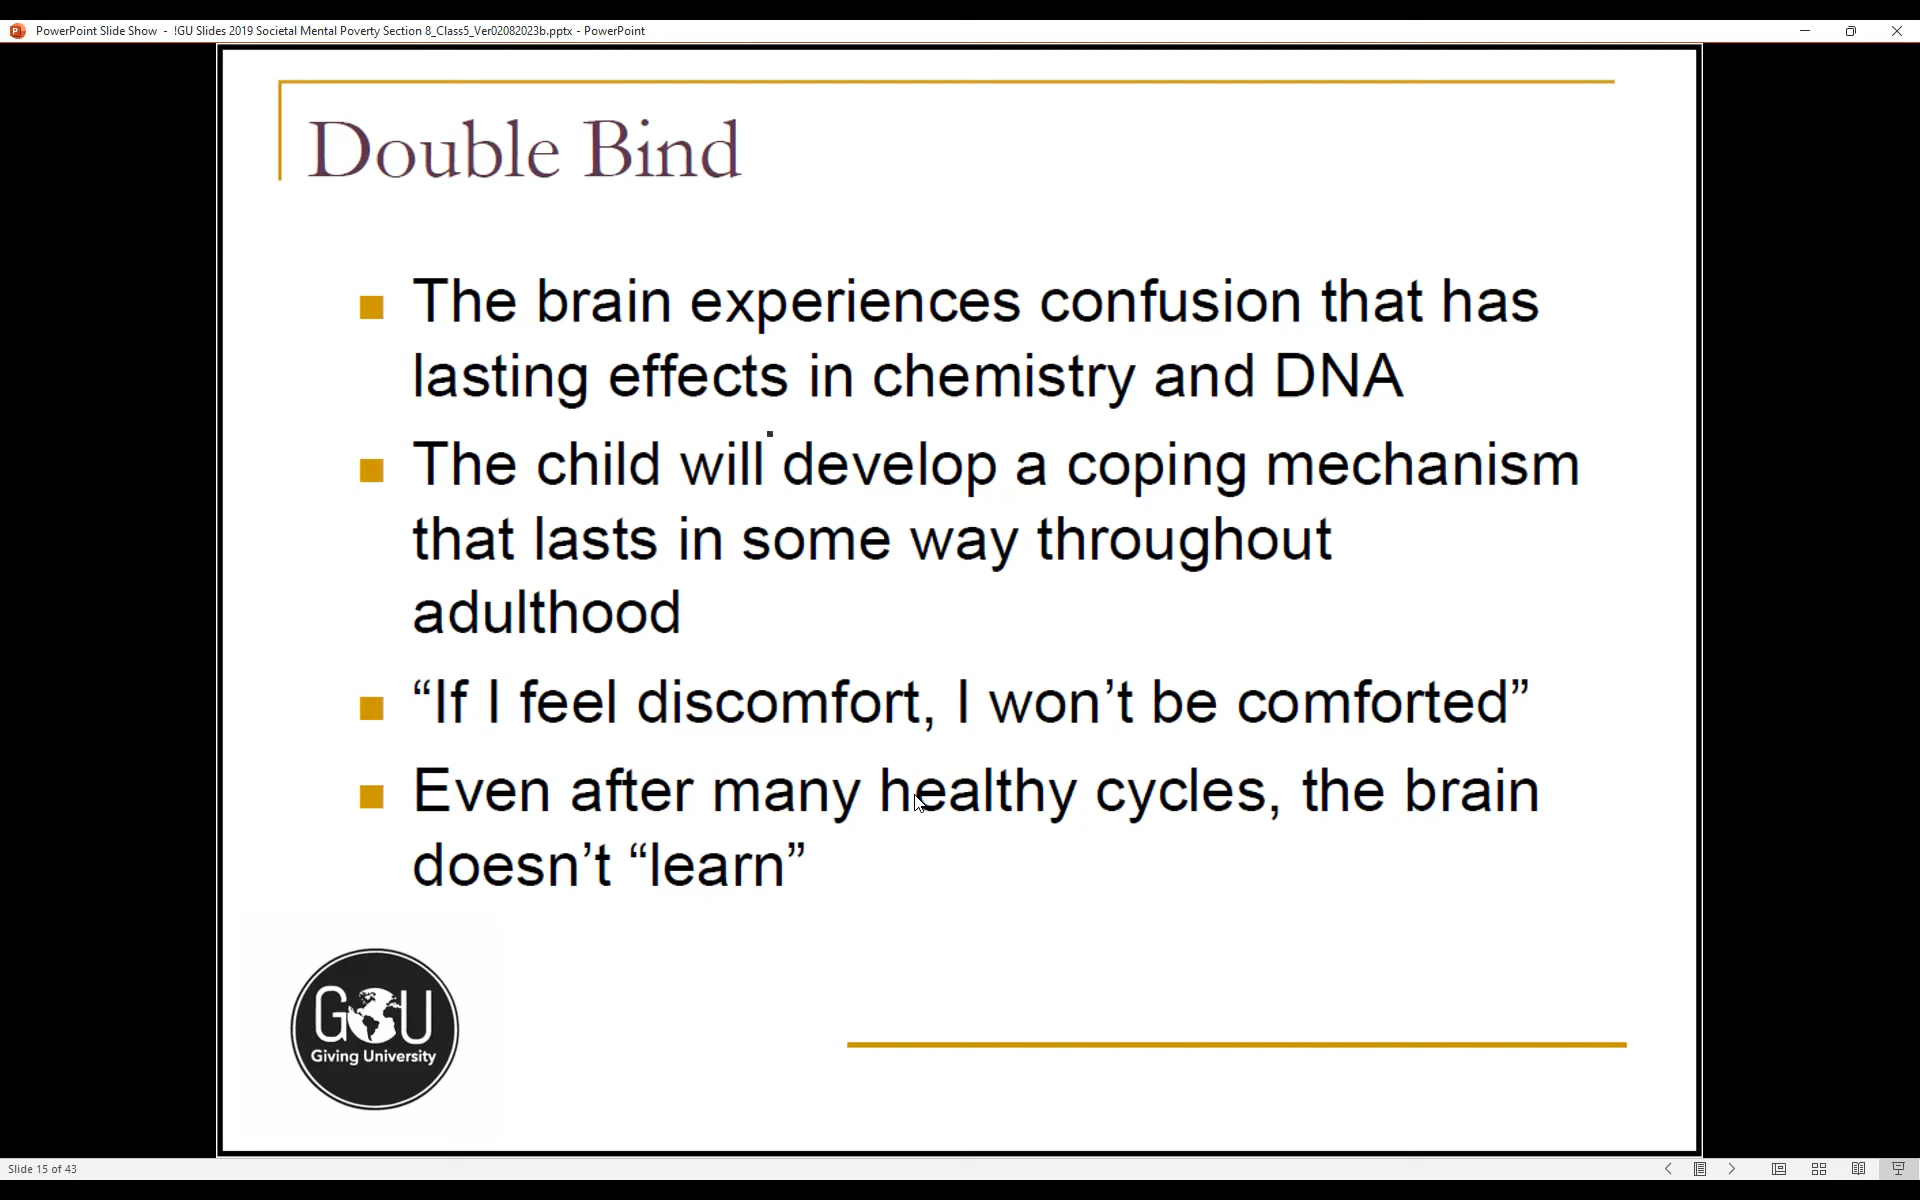 PowerPoint Slide Show - !GU Slides 2019 Societal Mental Poverty Section 8_Class5_Ver02082023b.pptx - PowerPoint
Double Bind
The brain experiences confusion that has
lasting effects in chemistry and DNA
The child will develop a coping mechanism
that lasts in some way throughout
adulthood
“If I feel discomfort, I won’t be comforted”
Even after many healthy cycles, the brain
doesn’t “learn”
GU
Giving University
Slide 15 of 43